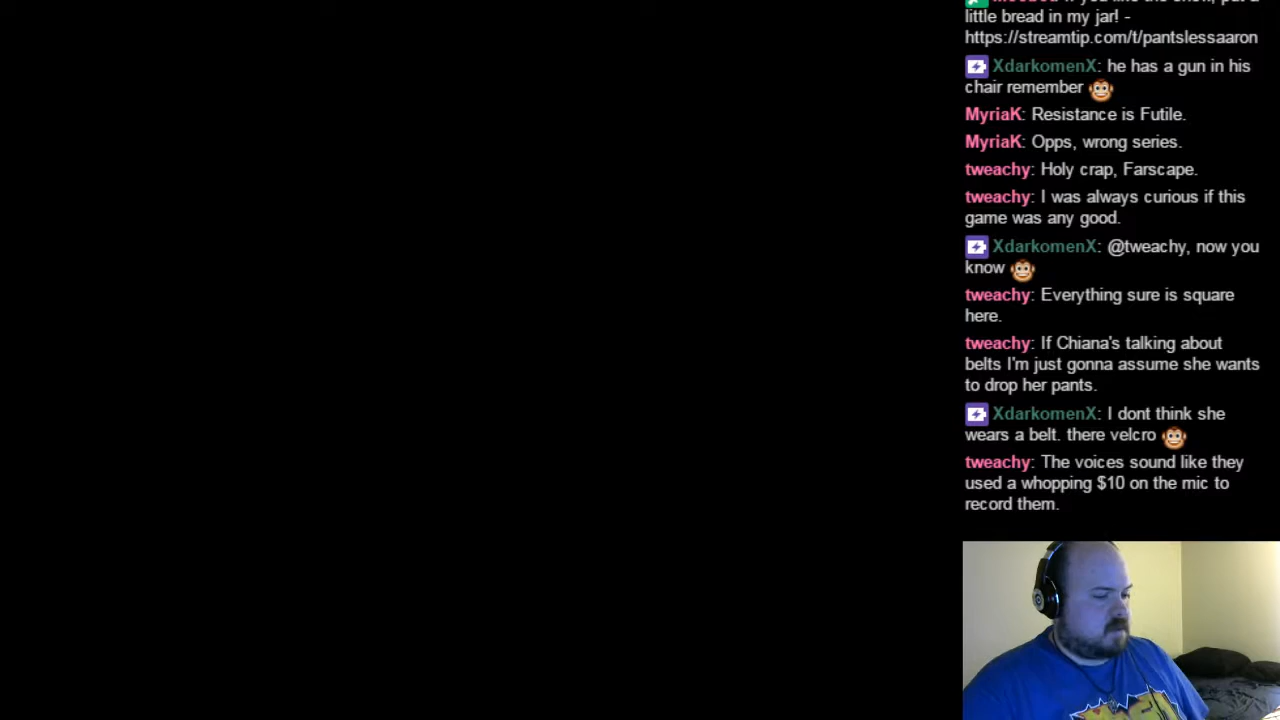 little bread in my jar! -
https://streamtip.com/t/pantslessaaron
XdarkomenX: he has a gun in his
chair remember
MyriaK: Resistance is Futile.
MyriaK: Opps, wrong series.
tweachy: Holy crap, Farscape.
tweachy: I was always curious if this
game was any good.
XdarkomenX: @tweachy, now you
know
tweachy: Everything sure is square
here.
tweachy: If Chiana's talking about
belts I'm just gonna assume she wants
to drop her pants.
XdarkomenX: I dont think she
wears a belt. there velcro
tweachy: The voices sound like they
used a whopping $10 on the mic to
record them.